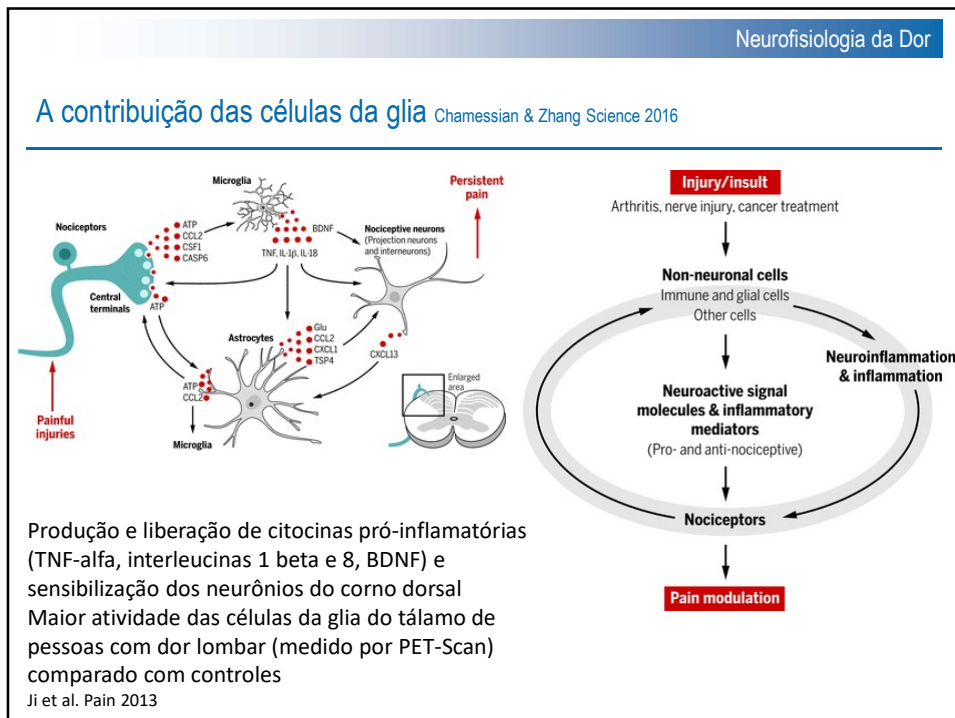 Neurofisiologia da Dor
A contribuição das células da glia Chamessian & Zhang Science 2016
Microglia
Persistent
pain
Nociceptors
ATP
CCL2
CSF1
CASP6
BDNF
TNF, IL-1β, IL-18
Nociceptive neurons
(Projection neurons
and interneurons)
Central
terminals
ATP
Astrocytes
Glu
CCL2
CXCL1
TSP4
CXCL13
ATP
CCL2
Enlarged
area
Painful
injuries
Microglia
Injury/insult
Arthritis, nerve injury, cancer treatment
Non-neuronal cells
Immune and glial cells
Other cells
Neuroinflammation
& inflammation
Neuroactive signal
molecules & inflammatory
mediators
(Pro- and anti-nociceptive)
Nociceptors
Pain modulation
Produção e liberação de citocinas pró-inflamatórias
(TNF-alfa, interleucinas 1 beta e 8, BDNF) e
sensibilização dos neurônios do corno dorsal
Maior atividade das células da glia do tálamo de
pessoas com dor lombar (medido por PET-Scan)
comparado com controles
Ji et al. Pain 2013